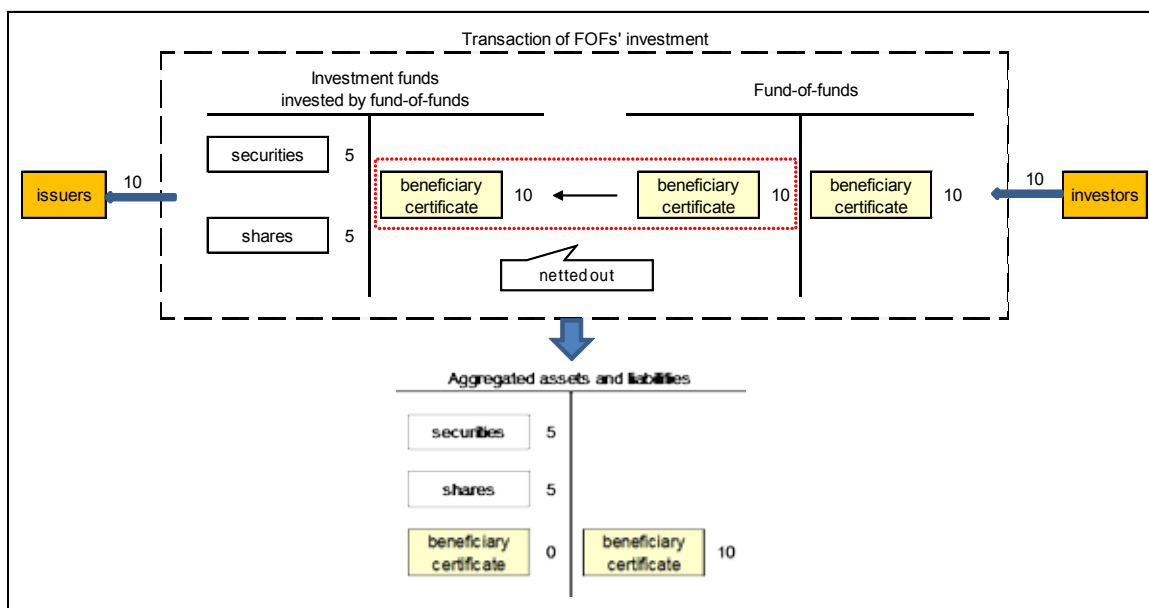 Transaction of FOFs' investment
Investment funds
invested by fund-of-funds
Fund-of-funds
securities 5
issuers 10
beneficiary
certificate 10
beneficiary
certificate 10
beneficiary
certificate 10
10 investors
shares 5
netted out
Aggregated assets and liabilities
securities 5
shares 5
beneficiary
certificate 0
beneficiary
certificate 10